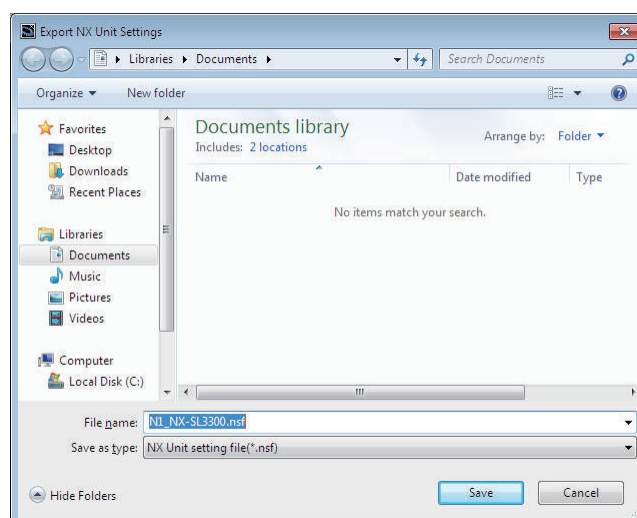 Export NX Unit Settings
Libraries Documents
Search Documents
Organize New folder
Favorites
Desktop
Downloads
Recent Places
Libraries
Documents
Music
Pictures
Videos
Computer
Local Disk (C:)
Documents library
Includes: 2 locations
Arrange by: Folder
Name Date modified Type
No items match your search.
File name: N1_NX-SL3300.nsf
Save as type: NX Unit setting file(*.nsf)
Hide Folders
Save Cancel